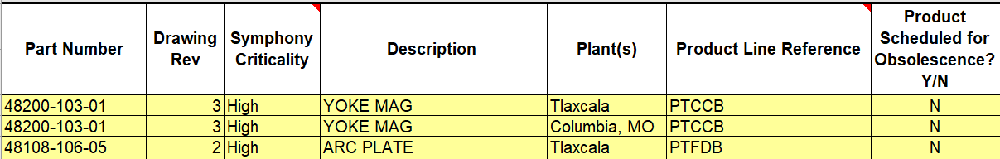 Part Number Drawing Rev Symphony Criticality Description Plant(s) Product Line Reference Product Scheduled for Obsolescence? Y/N
48200-103-01 3 High YOKE MAG Tlaxcala PTCCB N
48200-103-01 3 High YOKE MAG Columbia, MO PTCCB N
48108-106-05 2 High ARC PLATE Tlaxcala PTFDB N